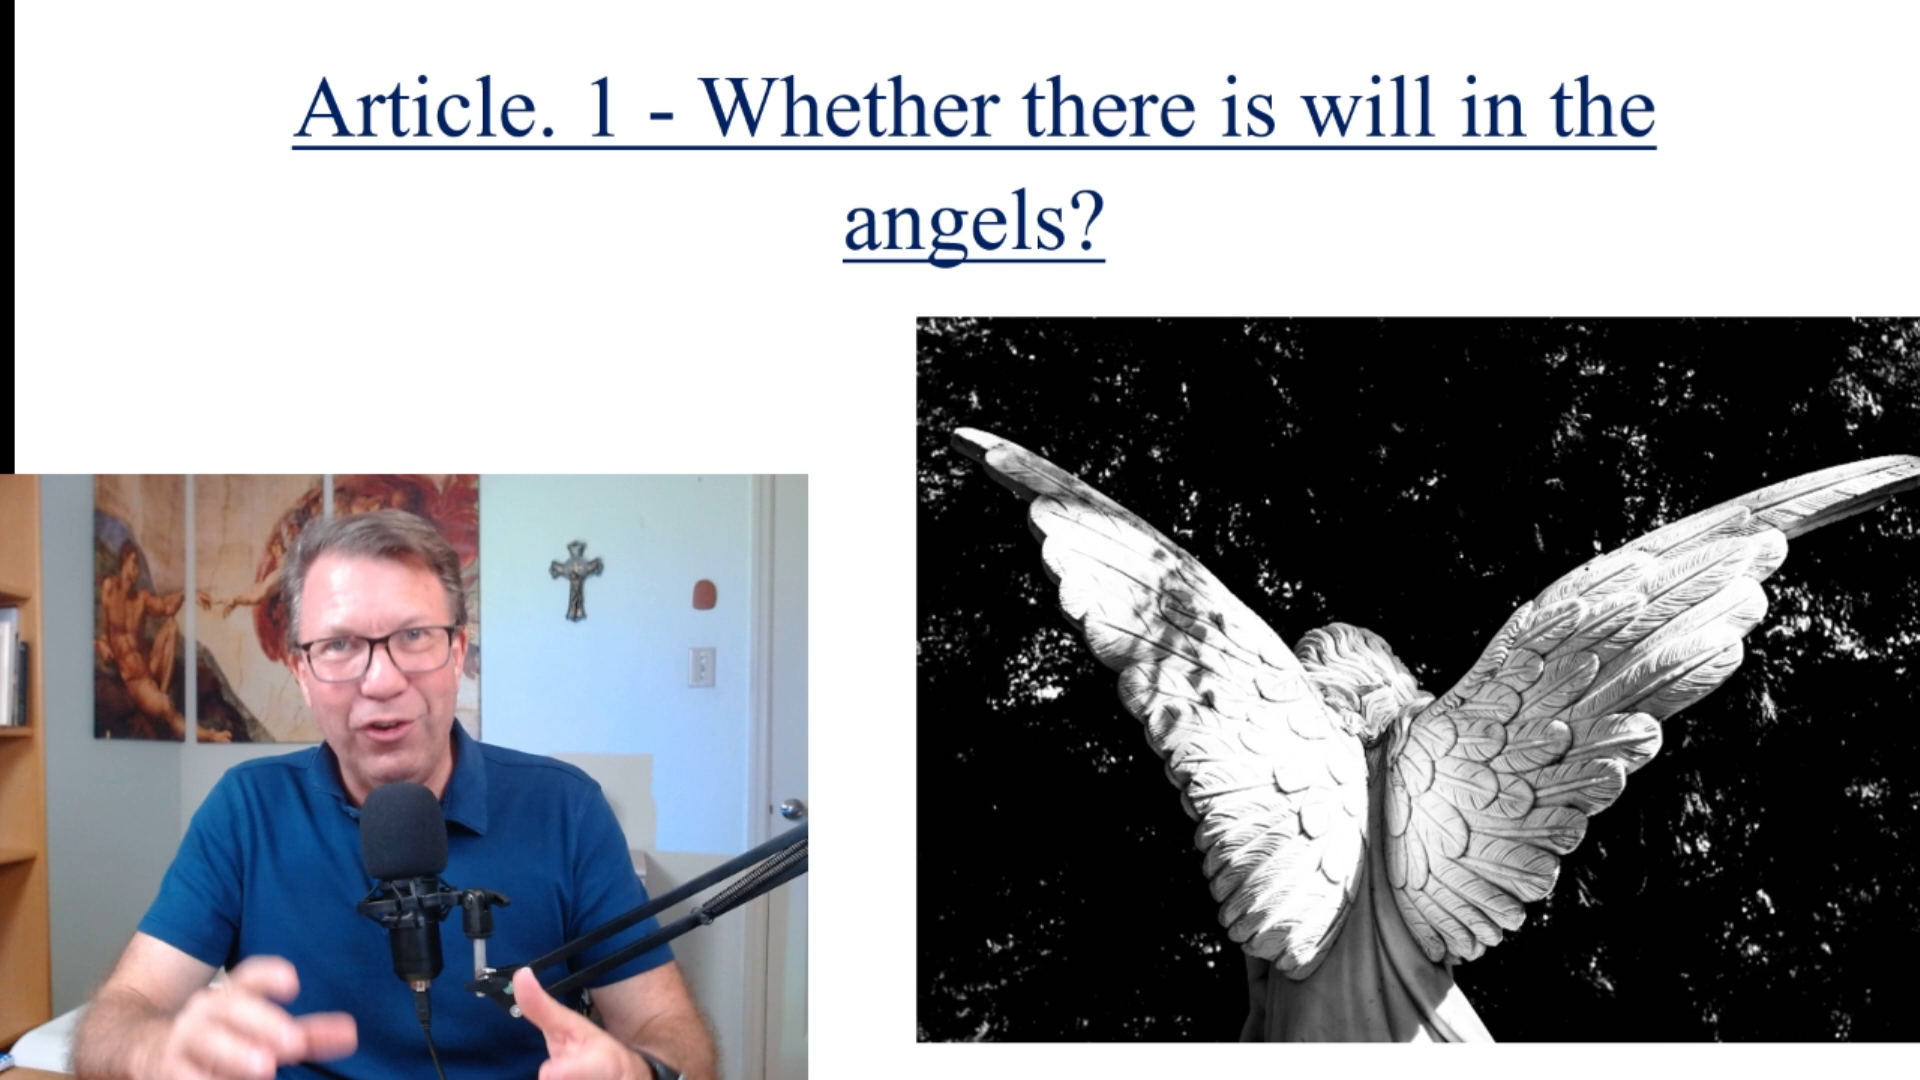 Article. 1 - Whether there is will in the
angels?